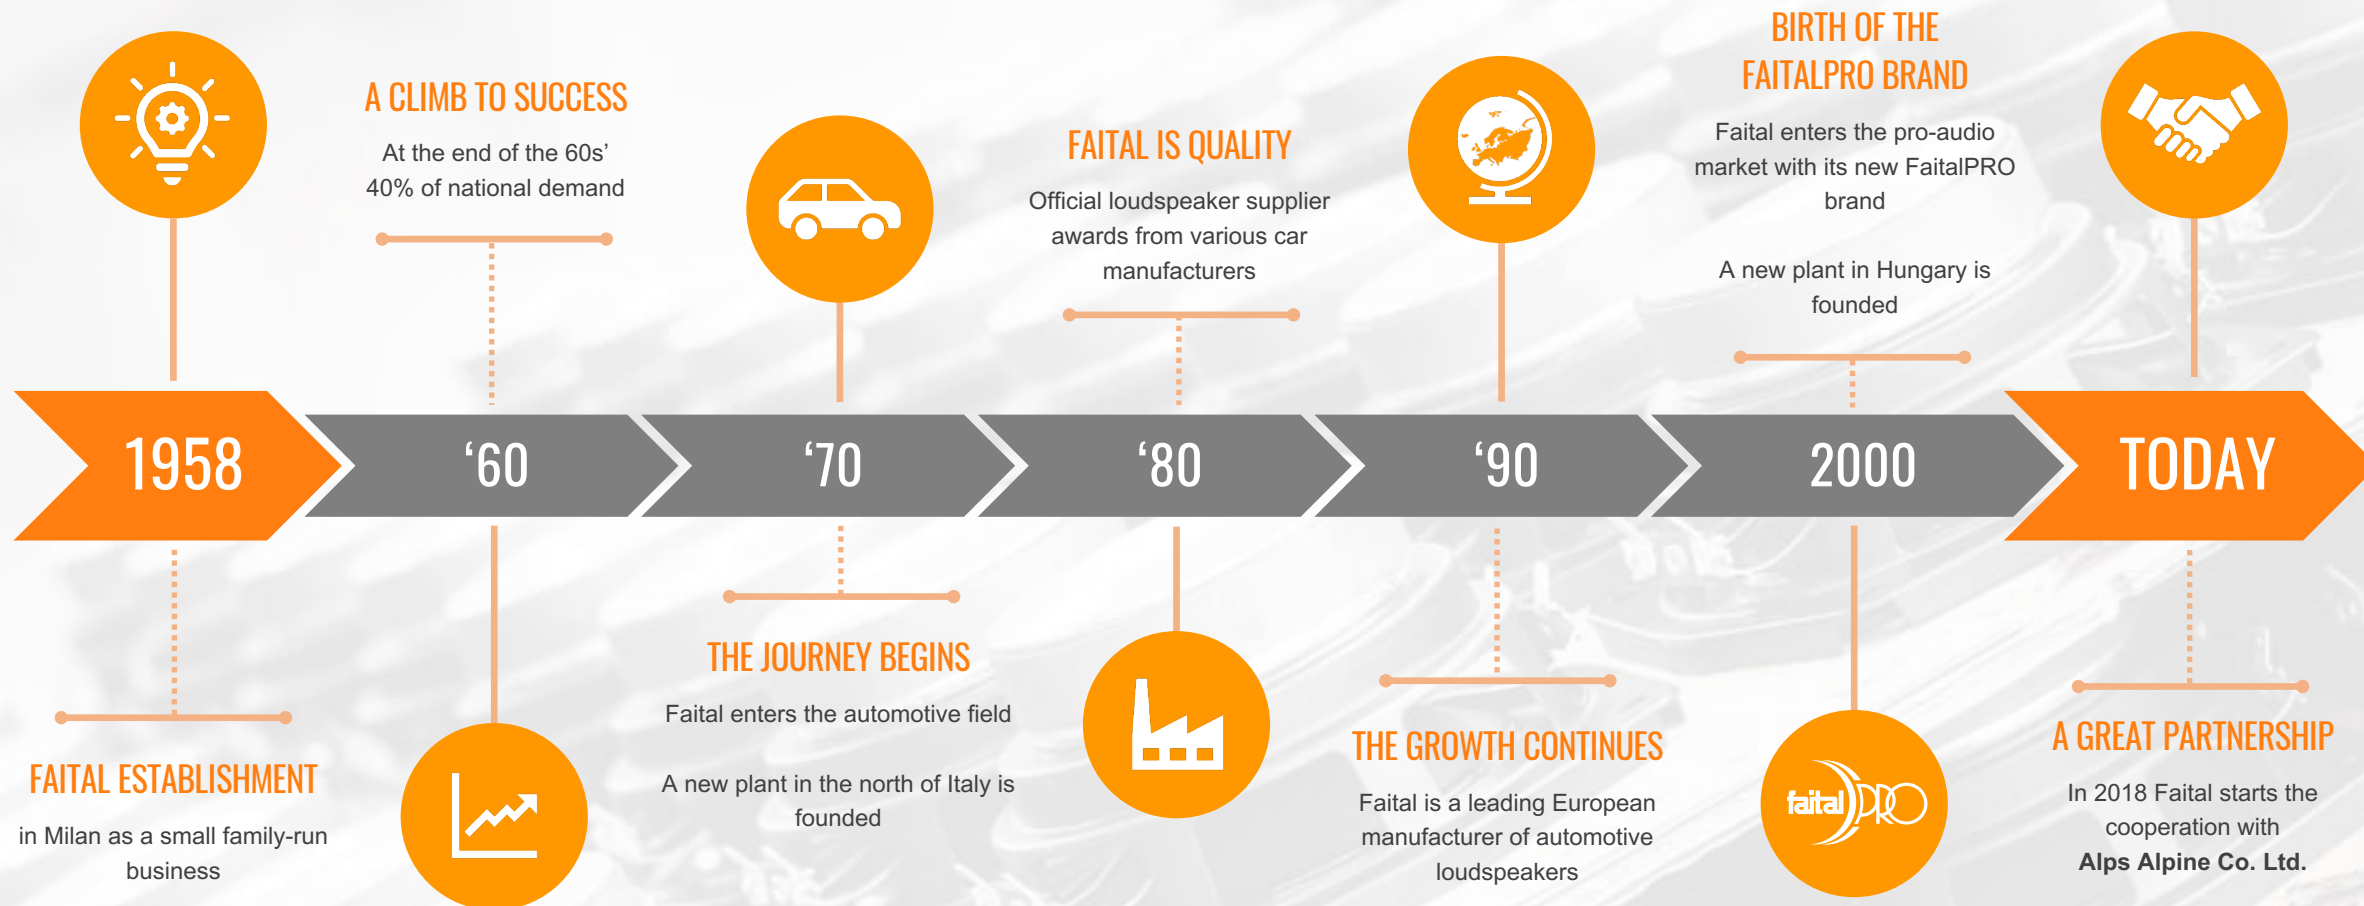 1958
FAITAL ESTABLISHMENT
in Milan as a small family-run
business
A CLIMB TO SUCCESS
At the end of the 60s’
40% of national demand
‘60
‘70
THE JOURNEY BEGINS
Faital enters the automotive field
A new plant in the north of Italy is
founded
FAITAL IS QUALITY
Official loudspeaker supplier
awards from various car
manufacturers
‘80
‘90
THE GROWTH CONTINUES
Faital is a leading European
manufacturer of automotive
loudspeakers
BIRTH OF THE
FAITALPRO BRAND
Faital enters the pro-audio
market with its new FaitalPRO
brand
A new plant in Hungary is
founded
2000
faital PRO
TODAY
A GREAT PARTNERSHIP
In 2018 Faital starts the
cooperation with
Alps Alpine Co. Ltd.